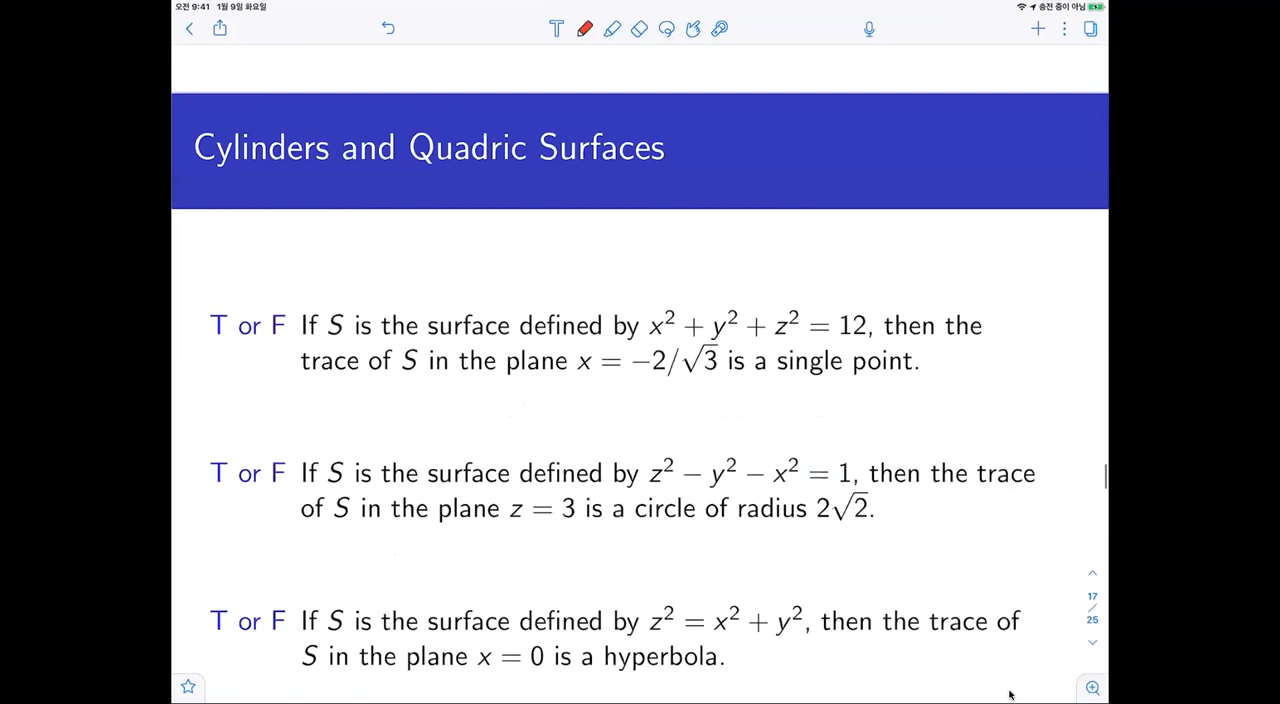 오전 9:41 1월 9일 화요일 충전 중이 아님
Cylinders and Quadric Surfaces
T or F If S is the surface defined by x² + y² + z² = 12, then the
trace of S in the plane x = −2/√3 is a single point.
T or F If S is the surface defined by z² − y² − x² = 1, then the trace
of S in the plane z = 3 is a circle of radius 2√2.
T or F If S is the surface defined by z² = x² + y², then the trace of
S in the plane x = 0 is a hyperbola.
17
/
25